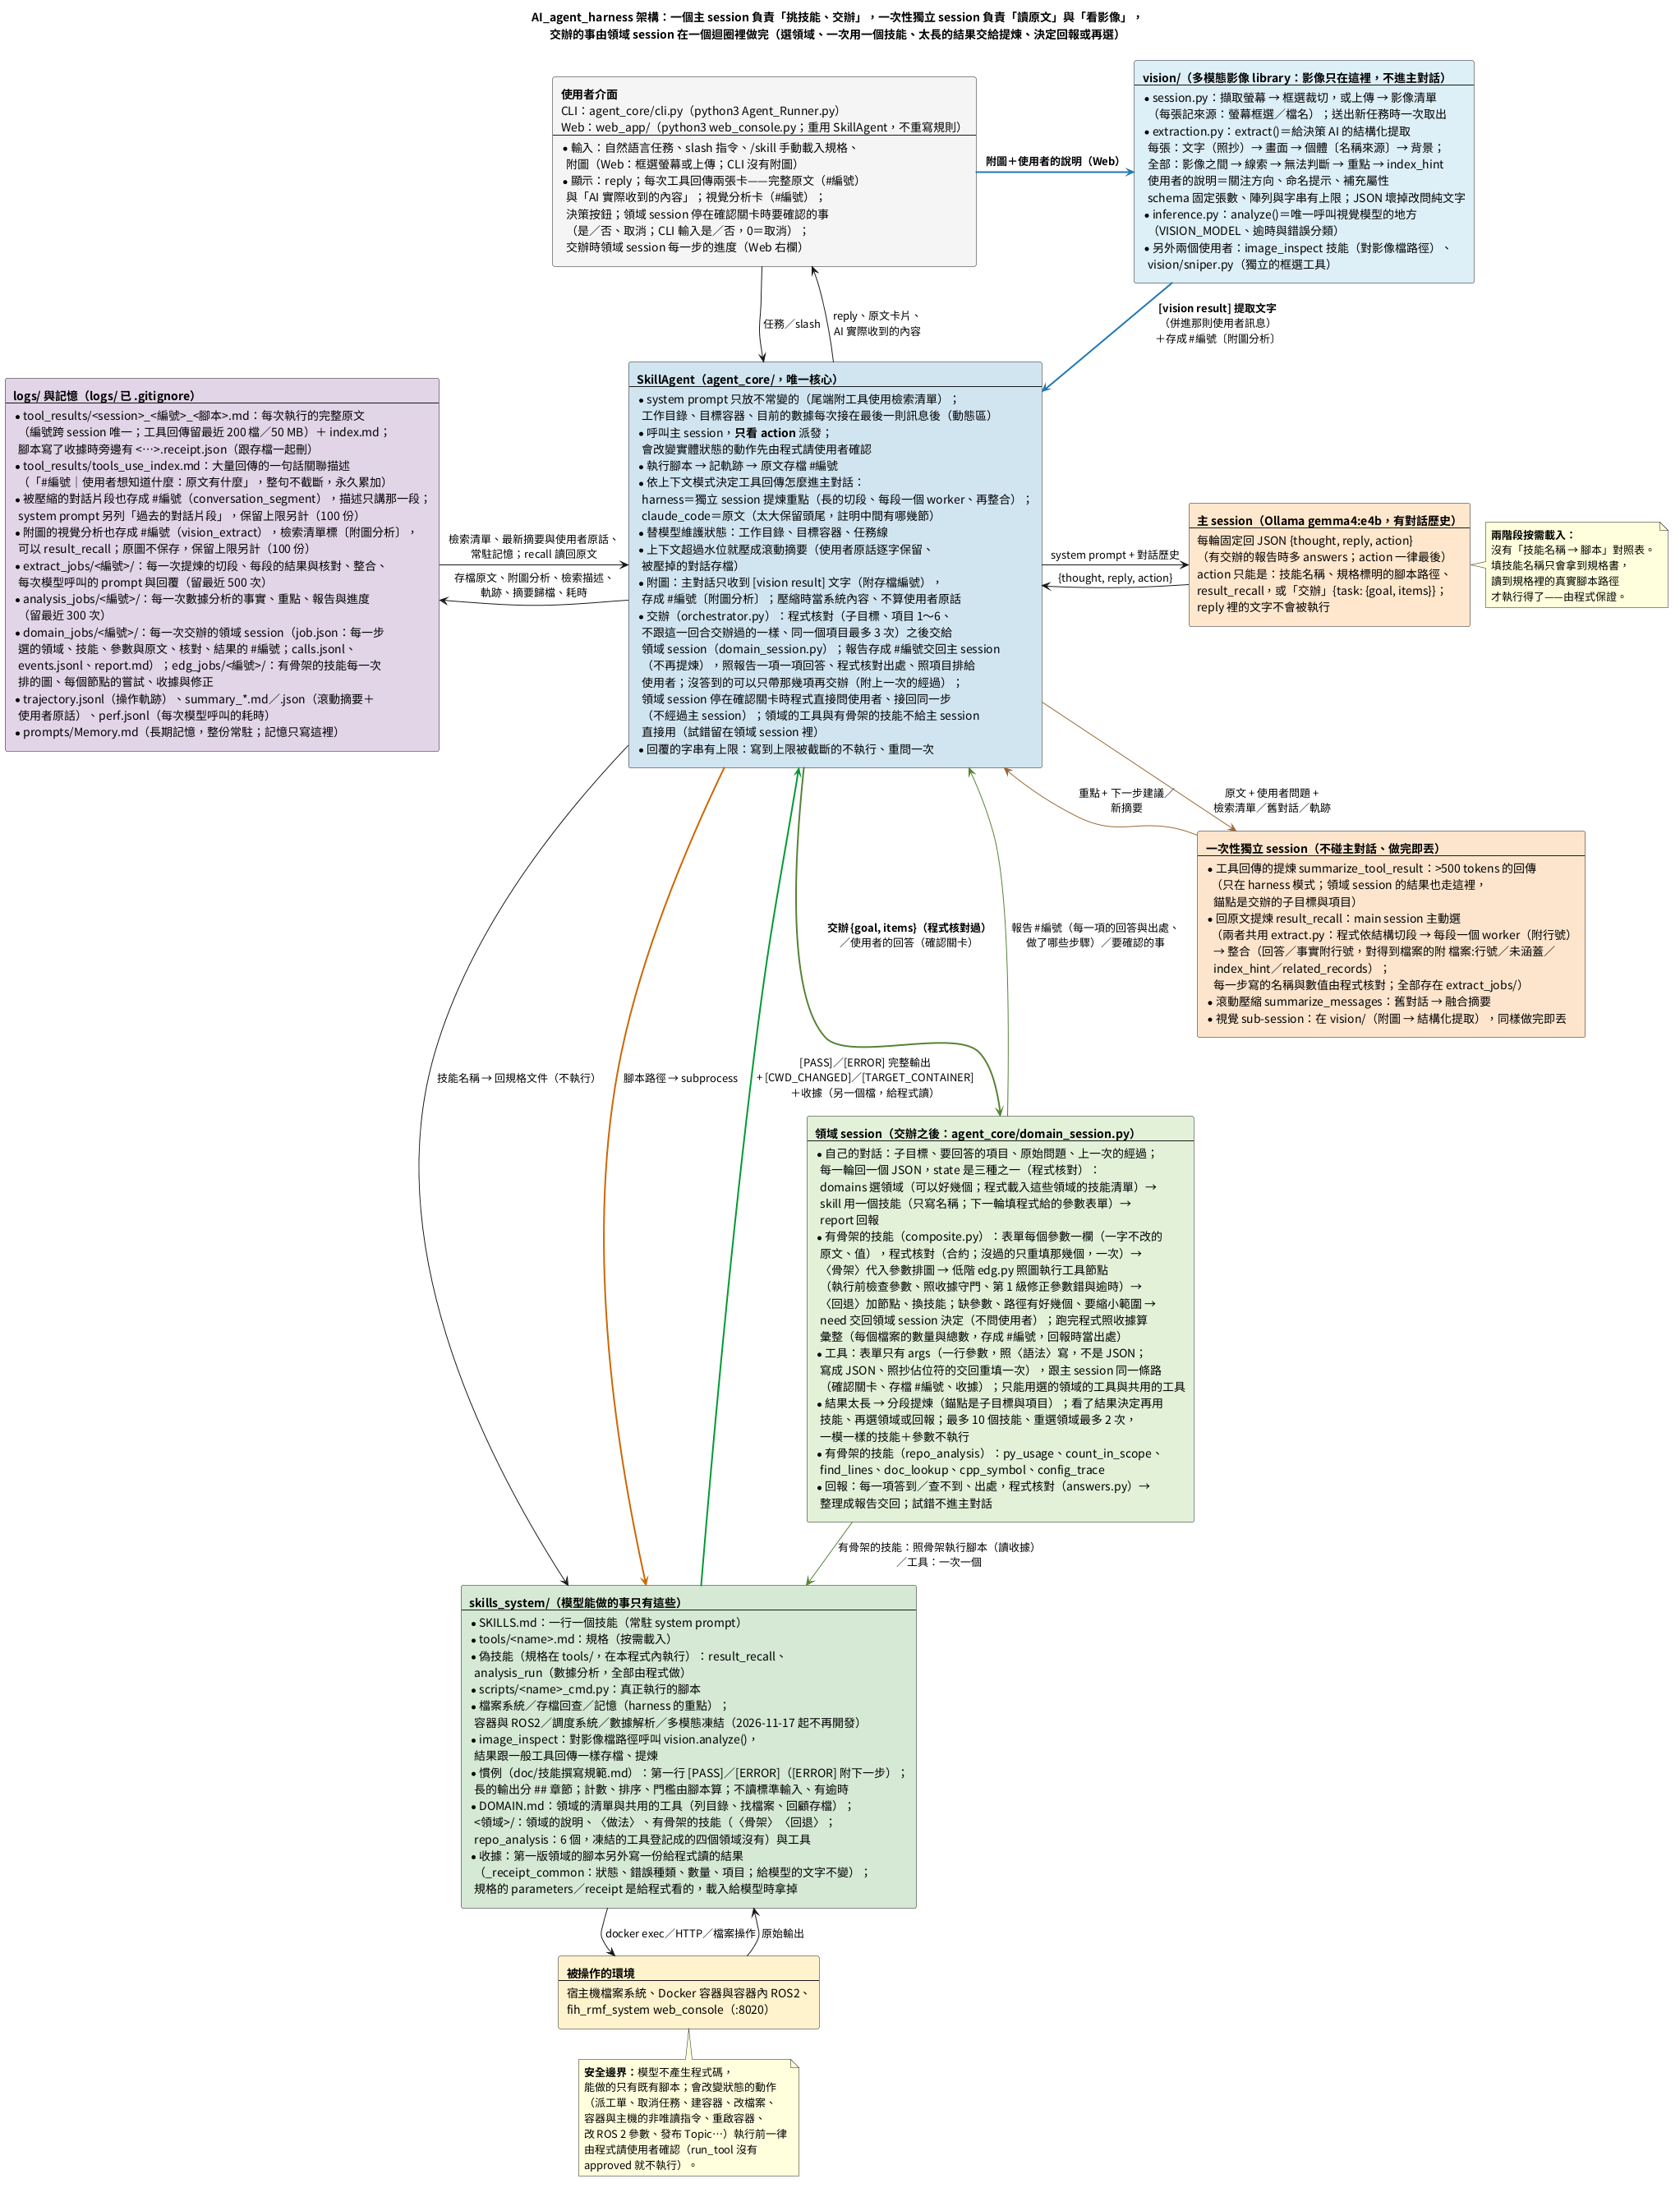 AI_agent_harness 架構：一個主 session 負責「挑技能、交辦」，一次性獨立 session 負責「讀原文」與「看影像」，
交辦的事由領域 session 在一個迴圈裡做完（選領域、一次用一個技能、太長的結果交給提煉、決定回報或再選）
使用者介面
CLI：agent_core/cli.py（python3 Agent_Runner.py）
Web：web_app/（python3 web_console.py；重用 SkillAgent，不重寫規則）
• 輸入：自然語言任務、slash 指令、/skill 手動載入規格、
附圖（Web：框選螢幕或上傳；CLI 沒有附圖）
• 顯示：reply；每次工具回傳兩張卡——完整原文（#編號）
與「AI 實際收到的內容」；視覺分析卡（#編號）；
決策按鈕；領域 session 停在確認關卡時要確認的事
（是／否、取消；CLI 輸入是／否，0＝取消）；
交辦時領域 session 每一步的進度（Web 右欄）
附圖＋使用者的說明（Web）
vision/（多模態影像 library：影像只在這裡，不進主對話）
• session.py：擷取螢幕 → 框選裁切，或上傳 → 影像清單
（每張記來源：螢幕框選／檔名）；送出新任務時一次取出
• extraction.py：extract()＝給決策 AI 的結構化提取
每張：文字（照抄）→ 畫面 → 個體〔名稱來源〕→ 背景；
全部：影像之間 → 線索 → 無法判斷 → 重點 → index_hint
使用者的說明＝關注方向、命名提示、補充屬性
schema 固定張數、陣列與字串有上限；JSON 壞掉改問純文字
• inference.py：analyze()＝唯一呼叫視覺模型的地方
（VISION_MODEL、逾時與錯誤分類）
• 另外兩個使用者：image_inspect 技能（對影像檔路徑）、
vision/sniper.py（獨立的框選工具）
任務／slash
reply、原文卡片、
AI 實際收到的內容
[vision result] 提取文字
（併進那則使用者訊息）
＋存成 #編號〔附圖分析〕
logs/ 與記憶（logs/ 已 .gitignore）
• tool_results/<session>_<編號>_<腳本>.md：每次執行的完整原文
（編號跨 session 唯一；工具回傳留最近 200 檔／50 MB）＋ index.md；
腳本寫了收據時旁邊有 <…>.receipt.json（跟存檔一起刪）
• tool_results/tools_use_index.md：大量回傳的一句話關聯描述
（「#編號｜使用者想知道什麼：原文有什麼」，整句不截斷，永久累加）
• 被壓縮的對話片段也存成 #編號（conversation_segment），描述只講那一段；
system prompt 另列「過去的對話片段」，保留上限另計（100 份）
• 附圖的視覺分析也存成 #編號（vision_extract），檢索清單標〔附圖分析〕，
可以 result_recall；原圖不保存，保留上限另計（100 份）
• extract_jobs/<編號>/：每一次提煉的切段、每段的結果與核對、整合、
每次模型呼叫的 prompt 與回覆（留最近 500 次）
• analysis_jobs/<編號>/：每一次數據分析的事實、重點、報告與進度
（留最近 300 次）
• domain_jobs/<編號>/：每一次交辦的領域 session（job.json：每一步
選的領域、技能、參數與原文、核對、結果的 #編號；calls.jsonl、
events.jsonl、report.md）；edg_jobs/<編號>/：有骨架的技能每一次
排的圖、每個節點的嘗試、收據與修正
• trajectory.jsonl（操作軌跡）、summary_*.md／.json（滾動摘要＋
使用者原話）、perf.jsonl（每次模型呼叫的耗時）
• prompts/Memory.md（長期記憶，整份常駐；記憶只寫這裡）
檢索清單、最新摘要與使用者原話、
常駐記憶；recall 讀回原文
存檔原文、附圖分析、檢索描述、
軌跡、摘要歸檔、耗時
SkillAgent（agent_core/，唯一核心）
• system prompt 只放不常變的（尾端附工具使用檢索清單）；
工作目錄、目標容器、目前的數據每次接在最後一則訊息後（動態區）
• 呼叫主 session，只看 action 派發；
會改變實體狀態的動作先由程式請使用者確認
• 執行腳本 → 記軌跡 → 原文存檔 #編號
• 依上下文模式決定工具回傳怎麼進主對話：
harness＝獨立 session 提煉重點（長的切段、每段一個 worker、再整合）；
claude_code＝原文（太大保留頭尾，註明中間有哪幾節）
• 替模型維護狀態：工作目錄、目標容器、任務線
• 上下文超過水位就壓成滾動摘要（使用者原話逐字保留、
被壓掉的對話存檔）
• 附圖：主對話只收到 [vision result] 文字（附存檔編號），
存成 #編號〔附圖分析〕；壓縮時當系統內容、不算使用者原話
• 交辦（orchestrator.py）：程式核對（子目標、項目 1～6、
不跟這一回合交辦過的一樣、同一個項目最多 3 次）之後交給
領域 session（domain_session.py）；報告存成 #編號交回主 session
（不再提煉），照報告一項一項回答、程式核對出處、照項目排給
使用者；沒答到的可以只帶那幾項再交辦（附上一次的經過）；
領域 session 停在確認關卡時程式直接問使用者、接回同一步
（不經過主 session）；領域的工具與有骨架的技能不給主 session
直接用（試錯留在領域 session 裡）
• 回覆的字串有上限：寫到上限被截斷的不執行、重問一次
system prompt + 對話歷史
{thought, reply, action}
主 session（Ollama gemma4:e4b，有對話歷史）
每輪固定回 JSON {thought, reply, action}
（有交辦的報告時多 answers；action 一律最後）
action 只能是：技能名稱、規格標明的腳本路徑、
result_recall，或「交辦」{task: {goal, items}}；
reply 裡的文字不會被執行
兩階段按需載入：
沒有「技能名稱 → 腳本」對照表。
填技能名稱只會拿到規格書，
讀到規格裡的真實腳本路徑
才執行得了——由程式保證。
重點 + 下一步建議／
新摘要
原文 + 使用者問題 +
檢索清單／舊對話／軌跡
一次性獨立 session（不碰主對話、做完即丟）
• 工具回傳的提煉 summarize_tool_result：>500 tokens 的回傳
（只在 harness 模式；領域 session 的結果也走這裡，
錨點是交辦的子目標與項目）
• 回原文提煉 result_recall：main session 主動選
（兩者共用 extract.py：程式依結構切段 → 每段一個 worker（附行號）
→ 整合（回答／事實附行號，對得到檔案的附 檔案:行號／未涵蓋／
index_hint／related_records）；
每一步寫的名稱與數值由程式核對；全部存在 extract_jobs/）
• 滾動壓縮 summarize_messages：舊對話 → 融合摘要
• 視覺 sub-session：在 vision/（附圖 → 結構化提取），同樣做完即丟
交辦 {goal, items}（程式核對過）
／使用者的回答（確認關卡）
報告 #編號（每一項的回答與出處、
做了哪些步驟）／要確認的事
技能名稱 → 回規格文件（不執行）
腳本路徑 → subprocess
[PASS]／[ERROR] 完整輸出
+ [CWD_CHANGED]／[TARGET_CONTAINER]
＋收據（另一個檔，給程式讀）
領域 session（交辦之後：agent_core/domain_session.py）
• 自己的對話：子目標、要回答的項目、原始問題、上一次的經過；
每一輪回一個 JSON，state 是三種之一（程式核對）：
domains 選領域（可以好幾個；程式載入這些領域的技能清單）→
skill 用一個技能（只寫名稱；下一輪填程式給的參數表單）→
report 回報
• 有骨架的技能（composite.py）：表單每個參數一欄（一字不改的
原文、值），程式核對（合約；沒過的只重填那幾個，一次）→
〈骨架〉代入參數排圖 → 低階 edg.py 照圖執行工具節點
（執行前檢查參數、照收據守門、第 1 級修正參數錯與逾時）→
〈回退〉加節點、換技能；缺參數、路徑有好幾個、要縮小範圍 →
need 交回領域 session 決定（不問使用者）；跑完程式照收據算
彙整（每個檔案的數量與總數，存成 #編號，回報時當出處）
• 工具：表單只有 args（一行參數，照〈語法〉寫，不是 JSON；
寫成 JSON、照抄佔位符的交回重填一次），跟主 session 同一條路
（確認關卡、存檔 #編號、收據）；只能用選的領域的工具與共用的工具
• 結果太長 → 分段提煉（錨點是子目標與項目）；看了結果決定再用
技能、再選領域或回報；最多 10 個技能、重選領域最多 2 次，
一模一樣的技能＋參數不執行
• 有骨架的技能（repo_analysis）：py_usage、count_in_scope、
find_lines、doc_lookup、cpp_symbol、config_trace
• 回報：每一項答到／查不到、出處，程式核對（answers.py）→
整理成報告交回；試錯不進主對話
有骨架的技能：照骨架執行腳本（讀收據）
／工具：一次一個
skills_system/（模型能做的事只有這些）
• SKILLS.md：一行一個技能（常駐 system prompt）
• tools/<name>.md：規格（按需載入）
• 偽技能（規格在 tools/，在本程式內執行）：result_recall、
analysis_run（數據分析，全部由程式做）
• scripts/<name>_cmd.py：真正執行的腳本
• 檔案系統／存檔回查／記憶（harness 的重點）；
容器與 ROS2／調度系統／數據解析／多模態凍結（2026-11-17 起不再開發）
• image_inspect：對影像檔路徑呼叫 vision.analyze()，
結果跟一般工具回傳一樣存檔、提煉
• 慣例（doc/技能撰寫規範.md）：第一行 [PASS]／[ERROR]（[ERROR] 附下一步）；
長的輸出分 ## 章節；計數、排序、門檻由腳本算；不讀標準輸入、有逾時
• DOMAIN.md：領域的清單與共用的工具（列目錄、找檔案、回顧存檔）；
<領域>/：領域的說明、〈做法〉、有骨架的技能（〈骨架〉〈回退〉；
repo_analysis：6 個，凍結的工具登記成的四個領域沒有）與工具
• 收據：第一版領域的腳本另外寫一份給程式讀的結果
（_receipt_common：狀態、錯誤種類、數量、項目；給模型的文字不變）；
規格的 parameters／receipt 是給程式看的，載入給模型時拿掉
docker exec／HTTP／檔案操作
原始輸出
被操作的環境
宿主機檔案系統、Docker 容器與容器內 ROS2、
fih_rmf_system web_console（:8020）
安全邊界：模型不產生程式碼，
能做的只有既有腳本；會改變狀態的動作
（派工單、取消任務、建容器、改檔案、
容器與主機的非唯讀指令、重啟容器、
改 ROS 2 參數、發布 Topic…）執行前一律
由程式請使用者確認（run_tool 沒有
approved 就不執行）。